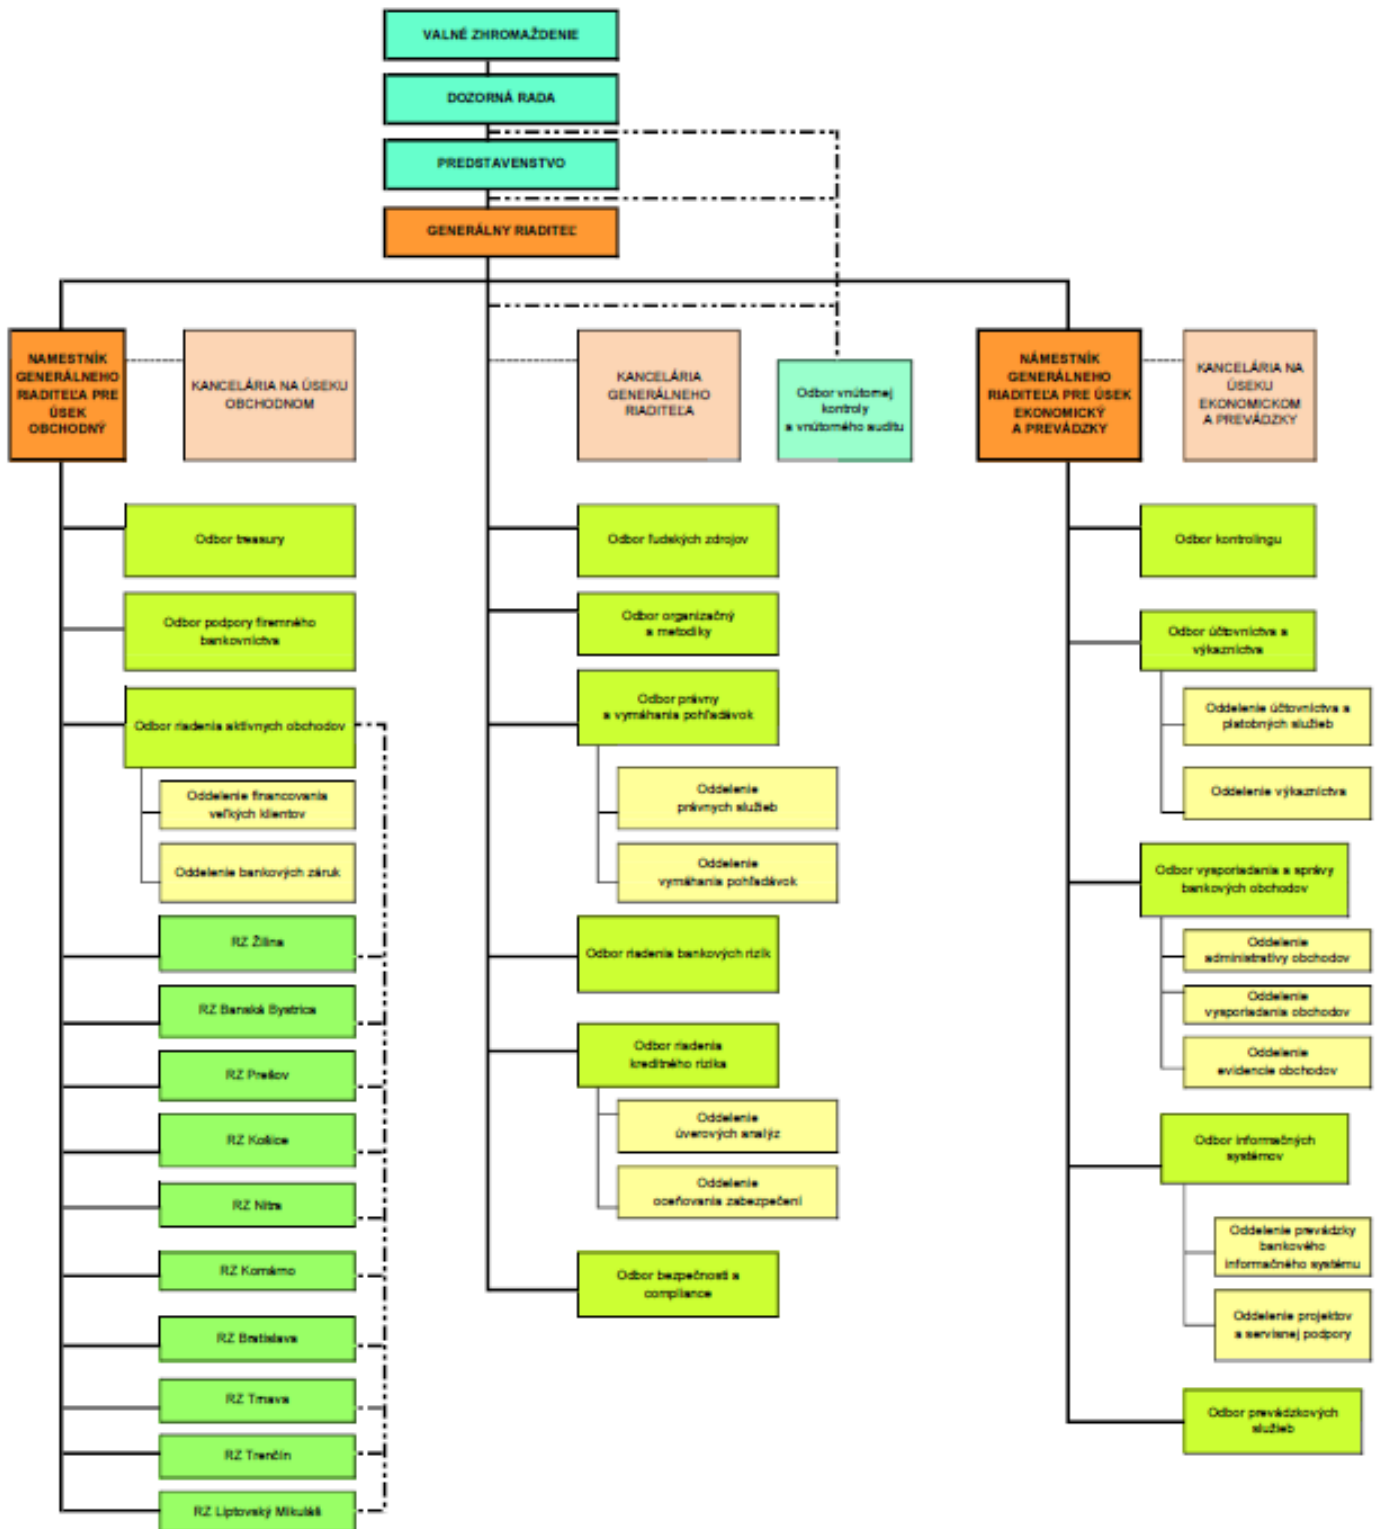 VALNÉ ZHROMAŽDENIE
DOZORNÁ RADA
PREDSTAVENSTVO
GENERÁLNY RIADITEĽ
NAMESTNÍK
GENERÁLNEHO
RIADITEĽA PRE
ÚSEK
OBCHODNÝ
KANCELÁRIA NA ÚSEKU
OBCHODNOM
KANCELÁRIA
GENERÁLNEHO
RIADITEĽA
Odbor vnútornej
kontroly
a vnútorného auditu
NÁMESTNÍK
GENERÁLNEHO
RIADITEĽA PRE ÚSEK
EKONOMICKÝ
A PREVÁDZKY
KANCELÁRIA NA
ÚSEKU
EKONOMICKOM
A PREVÁDZKY
Odbor treasury
Odbor podpory firemného
bankovníctva
Odbor riadenia aktívnych obchodov
Oddelenie financovania
veľkých klientov
Oddelenie bankových záruk
RZ Žilina
RZ Banská Bystrica
RZ Prešov
RZ Košice
RZ Nitra
RZ Komárno
RZ Bratislava
RZ Trnava
RZ Trenčín
RZ Liptovský Mikuláš
Odbor ľudských zdrojov
Odbor organizačný
a metodiky
Odbor právny
a vymáhania pohľadávok
Oddelenie
právnych služieb
Oddelenie
vymáhania pohľadávok
Odbor riadenia bankových rizík
Odbor riadenia
kreditného rizika
Oddelenie
úverových analýz
Oddelenie
oceňovania zabezpečení
Odbor bezpečnosti a
compliance
Odbor kontrolingu
Odbor účtovníctva a
výkazníctva
Oddelenie účtovníctva a
platobných služieb
Oddelenie výkazníctva
Odbor vysporiadania a správy
bankových obchodov
Oddelenie
administratívy obchodov
Oddelenie
vysporiadania obchodov
Oddelenie
evidencie obchodov
Odbor informačných
systémov
Oddelenie prevádzky
bankového
informačného systému
Oddelenie projektov
a servisnej podpory
Odbor prevádzkových
služieb